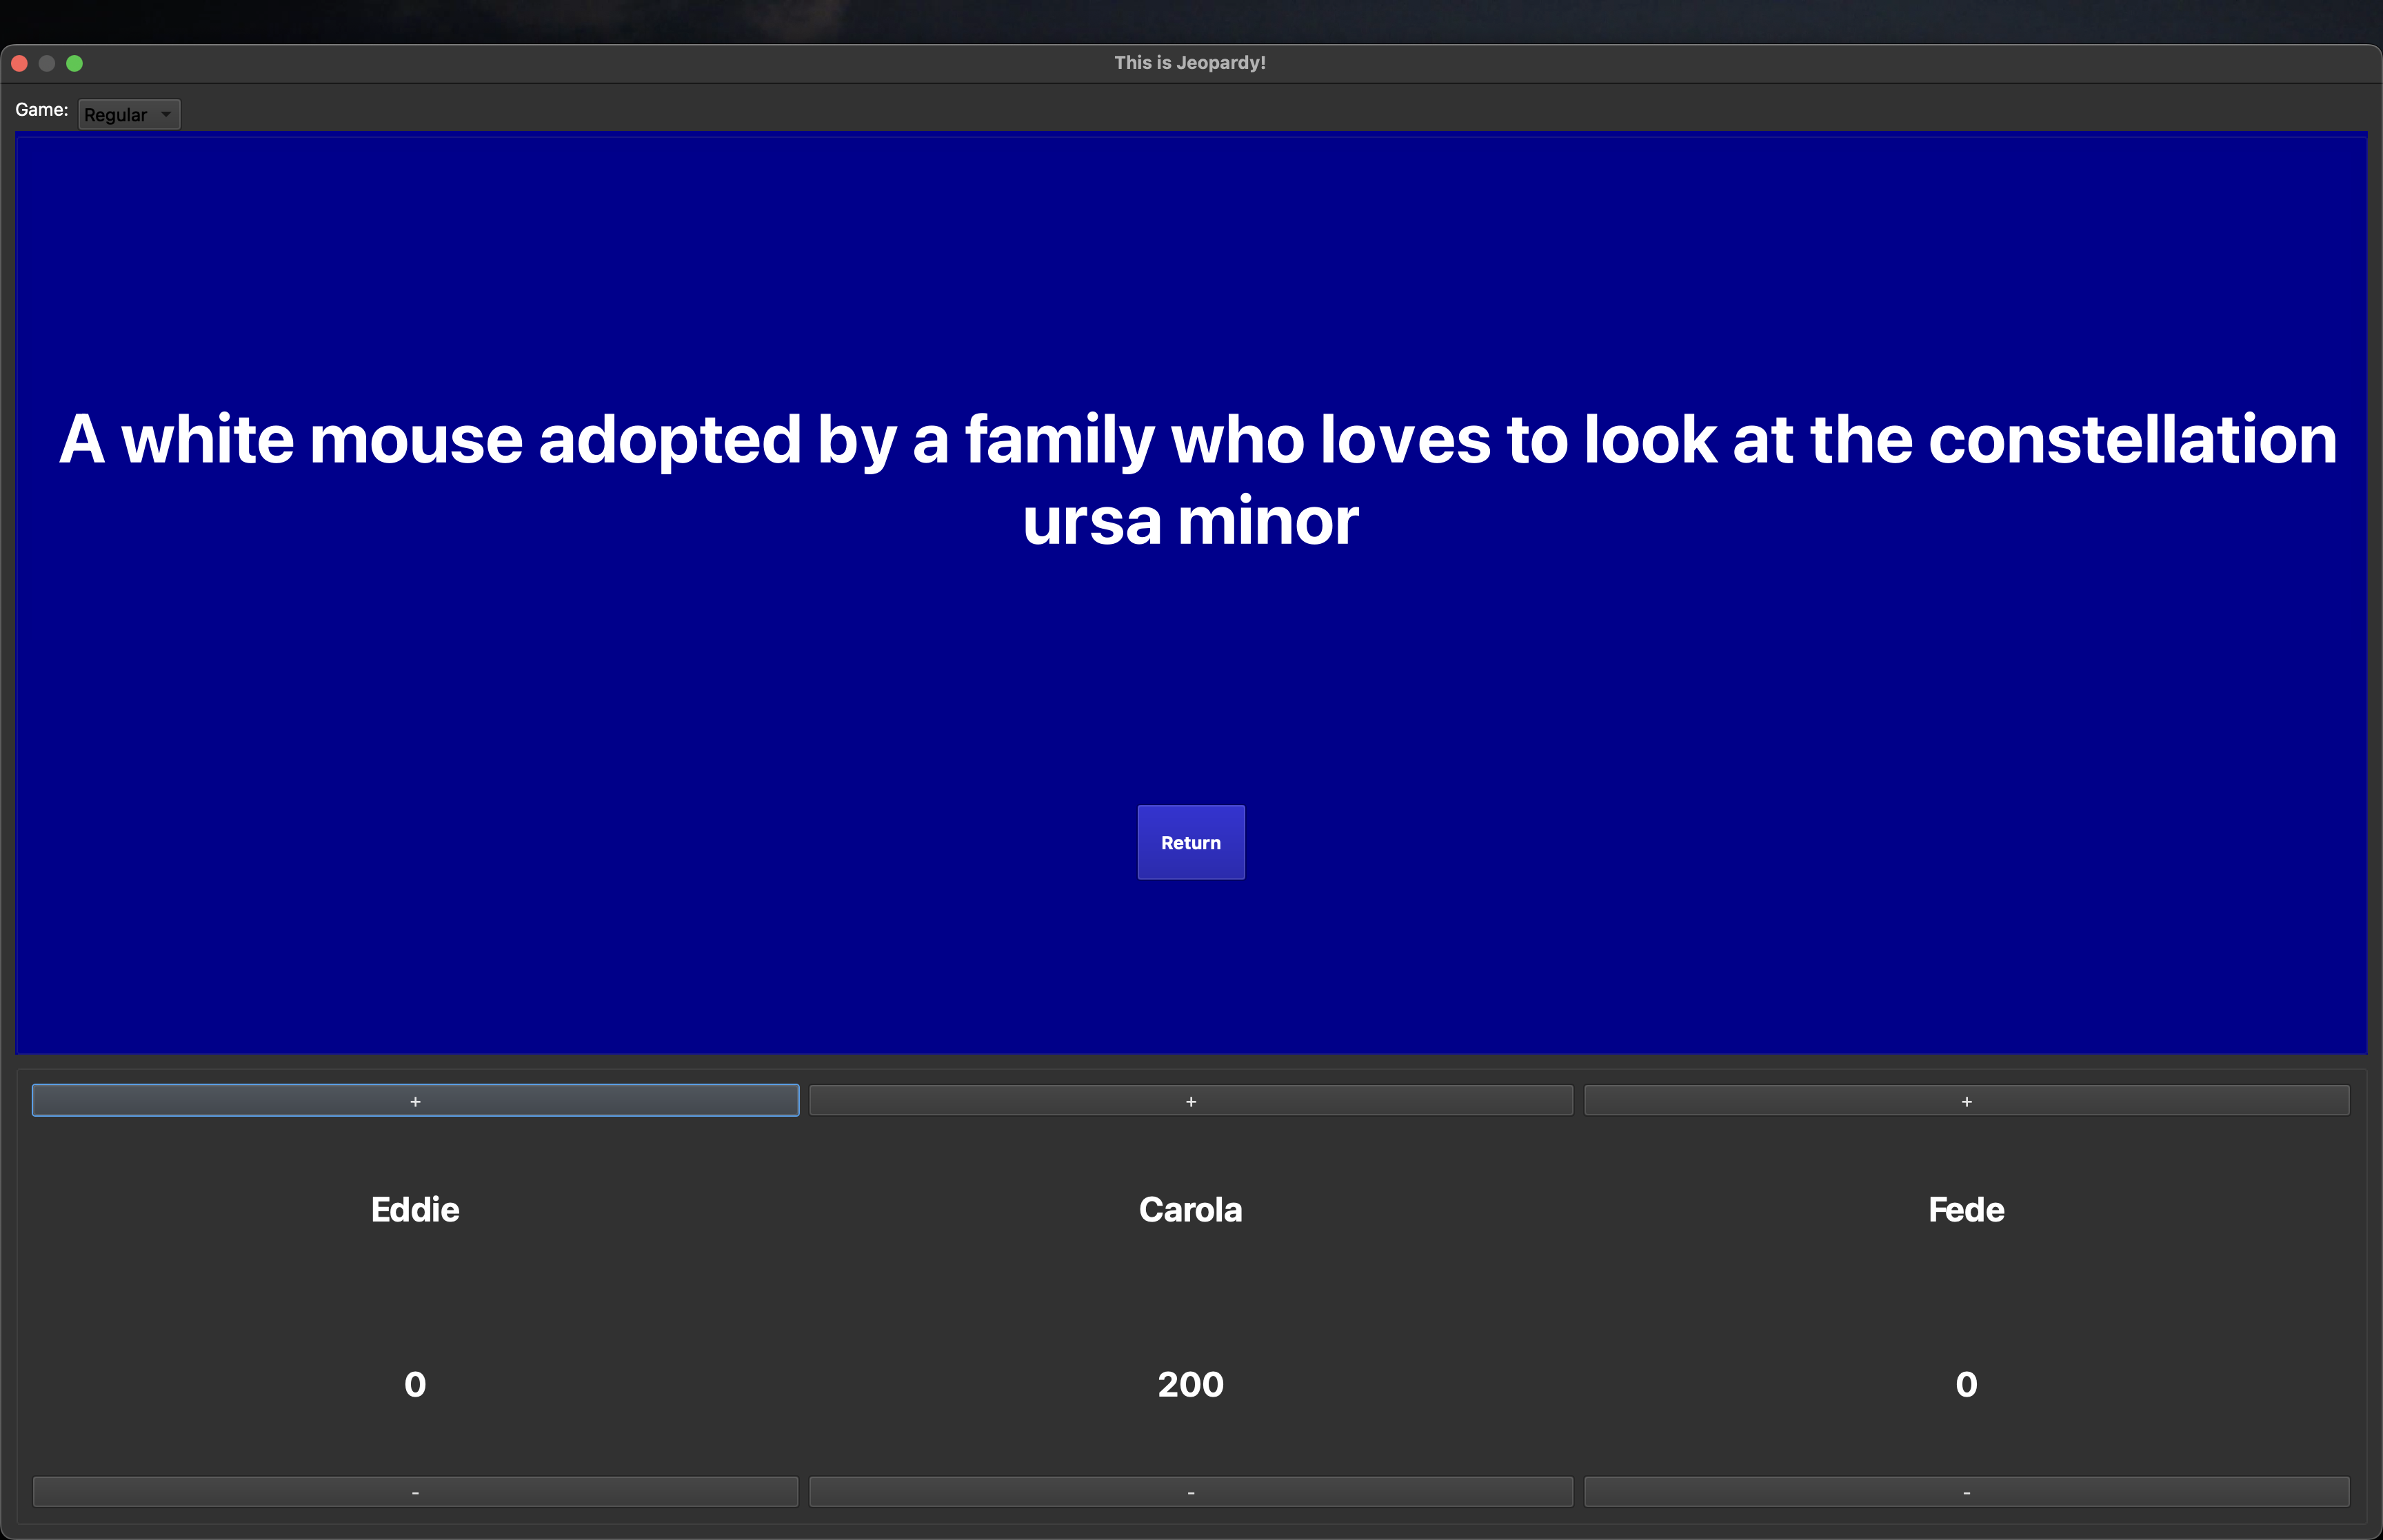 This is Jeopardy!
Game: Regular
A white mouse adopted by a family who loves to look at the constellation
ursa minor
Return
+ + +
Eddie Carola Fede
0 200 0
- - -